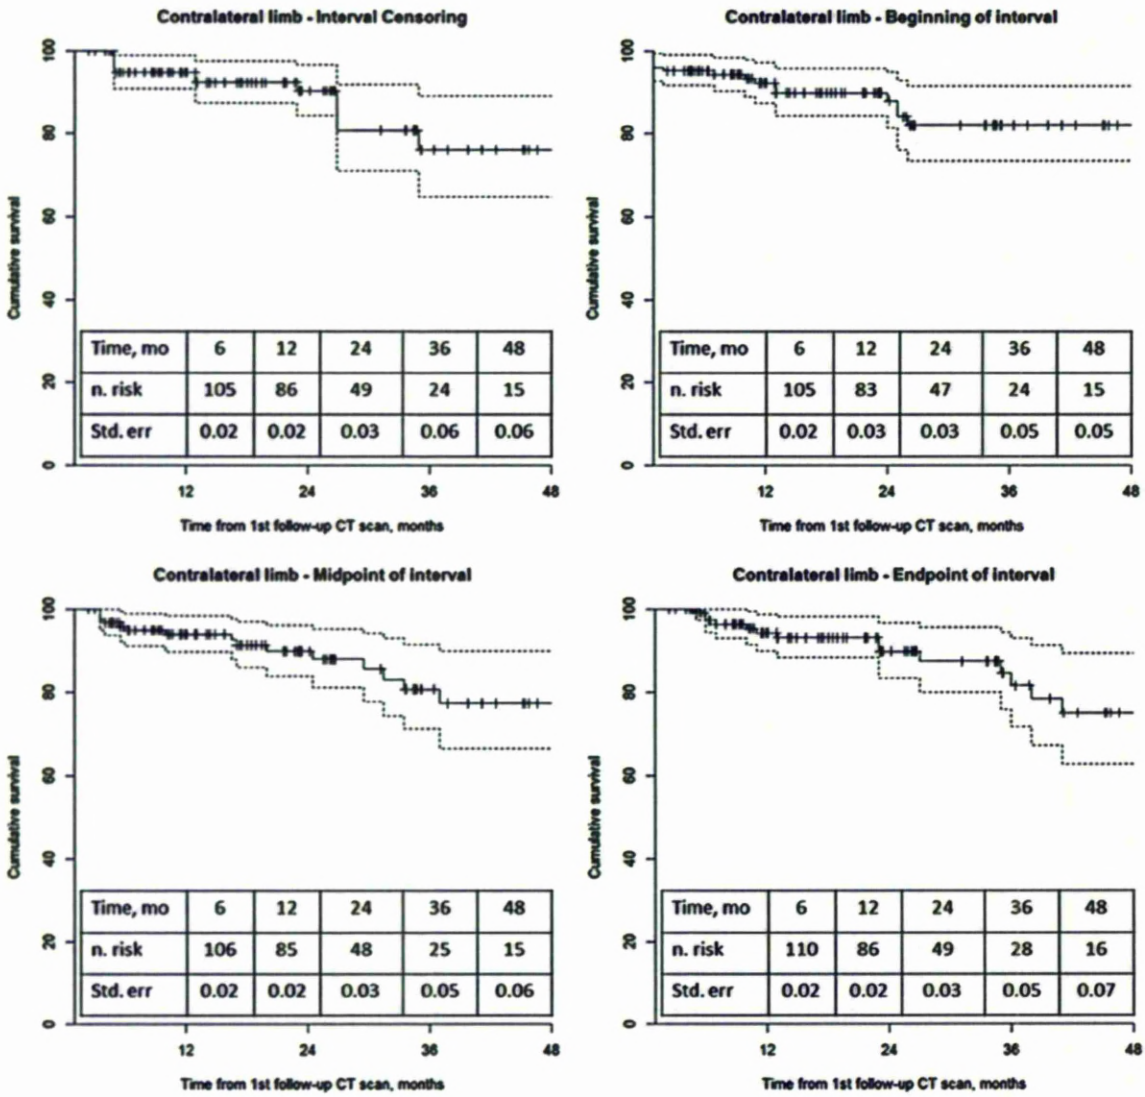 Contralateral limb - Interval Censoring
Cumulative survival
100
80
60
40
20
0
Time, mo 6 12 24 36 48
n. risk 105 86 49 24 15
Std. err 0.02 0.02 0.03 0.06 0.06
12 24 36 48
Time from 1st follow-up CT scan, months
Contralateral limb - Beginning of interval
Cumulative survival
100
80
60
40
20
0
Time, mo 6 12 24 36 48
n. risk 105 83 47 24 15
Std. err 0.02 0.03 0.03 0.05 0.05
12 24 36 48
Time from 1st follow-up CT scan, months
Contralateral limb - Midpoint of interval
Cumulative survival
100
80
60
40
20
0
Time, mo 6 12 24 36 48
n. risk 106 85 48 25 15
Std. err 0.02 0.02 0.03 0.05 0.06
12 24 36 48
Time from 1st follow-up CT scan, months
Contralateral limb - Endpoint of interval
Cumulative survival
100
80
60
40
20
0
Time, mo 6 12 24 36 48
n. risk 110 86 49 28 16
Std. err 0.02 0.02 0.03 0.05 0.07
12 24 36 48
Time from 1st follow-up CT scan, months